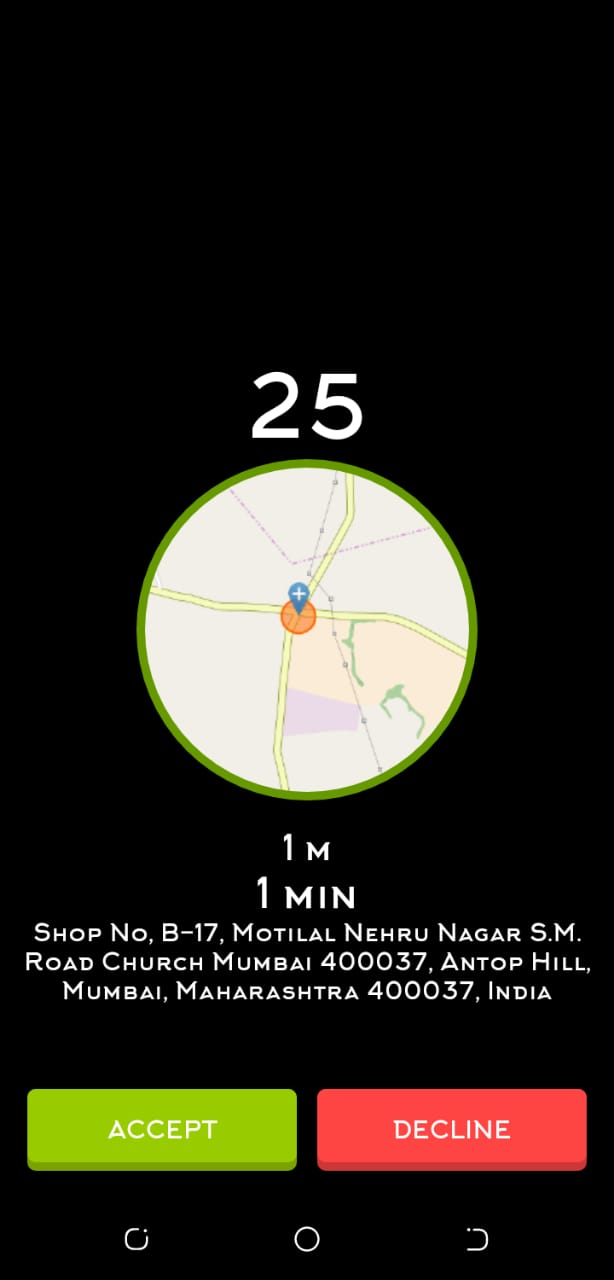 25
1 M
1 MIN
SHOP NO, B-17, MOTILAL NEHRU NAGAR S.M.
ROAD CHURCH MUMBAI 400037, ANTOP HILL,
MUMBAI, MAHARASHTRA 400037, INDIA
ACCEPT DECLINE